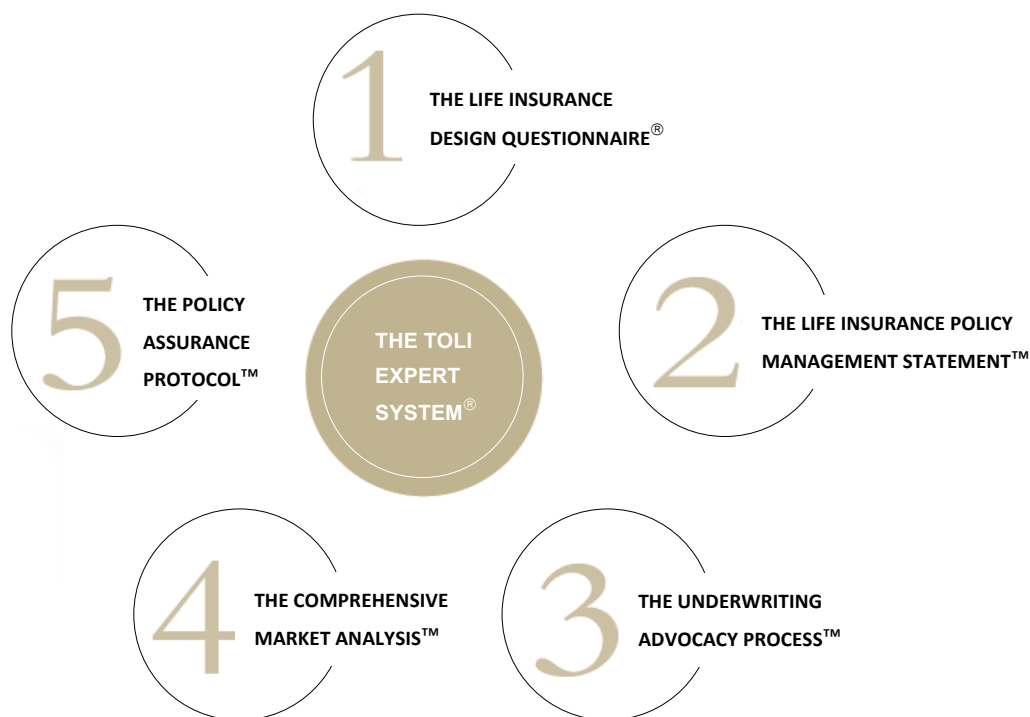 1
THE LIFE INSURANCE
DESIGN QUESTIONNAIRE®
2
THE LIFE INSURANCE POLICY
MANAGEMENT STATEMENT™
3
THE UNDERWRITING
ADVOCACY PROCESS™
4
THE COMPREHENSIVE
MARKET ANALYSIS™
5
THE POLICY
ASSURANCE
PROTOCOL™
THE TOLI
EXPERT
SYSTEM®